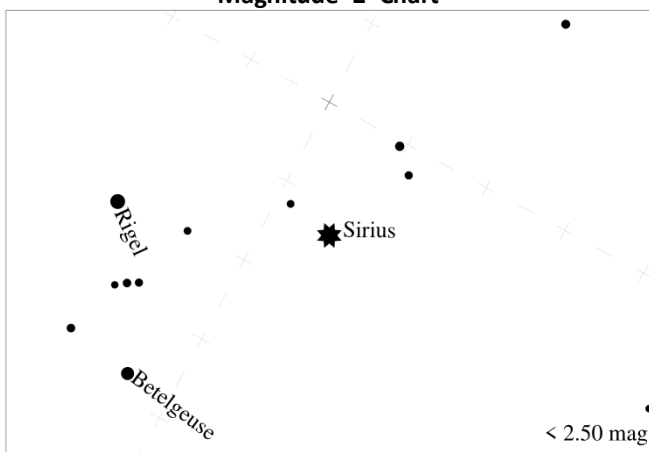 Magnitude 2 Chart
Rigel
Sirius
Betelgeuse
< 2.50 mag